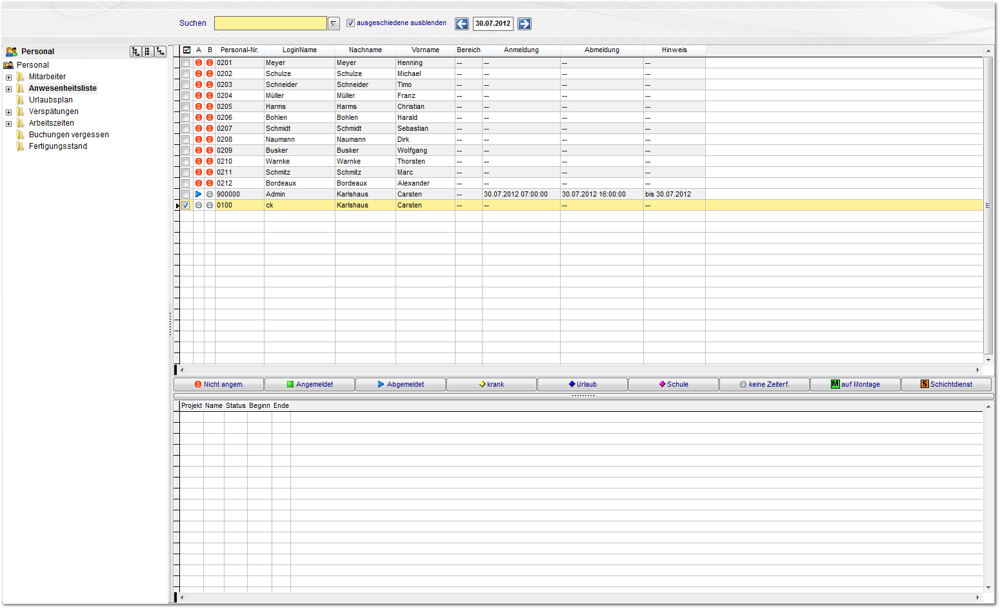 Suchen ausgeschiedene ausblenden 30.07.2012
Personal
Personal
Mitarbeiter
Anwesenheitsliste
Urlaubsplan
Verspätungen
Arbeitszeiten
Buchungen vergessen
Fertigungsstand
A B Personal-Nr. LoginName Nachname Vorname Bereich Anmeldung Abmeldung Hinweis
0201 Meyer Meyer Henning -- -- -- --
0202 Schulze Schulze Michael -- -- -- --
0203 Schneider Schneider Timo -- -- -- --
0204 Müller Müller Franz -- -- -- --
0205 Harms Harms Christian -- -- -- --
0206 Bohlen Bohlen Harald -- -- -- --
0207 Schmidt Schmidt Sebastian -- -- -- --
0208 Naumann Naumann Dirk -- -- -- --
0209 Busker Busker Wolfgang -- -- -- --
0210 Warnke Warnke Thorsten -- -- -- --
0211 Schmitz Schmitz Marc -- -- -- --
0212 Bordeaux Bordeaux Alexander -- -- -- --
900000 Admin Karlshaus Carsten -- 30.07.2012 07:00:00 30.07.2012 16:00:00 bis 30.07.2012
0100 ck Karlshaus Carsten -- -- -- --
Nicht angem. Angemeldet Abgemeldet krank Urlaub Schule keine Zeiterf. M auf Montage S Schichtdienst
Projekt Name Status Beginn Ende